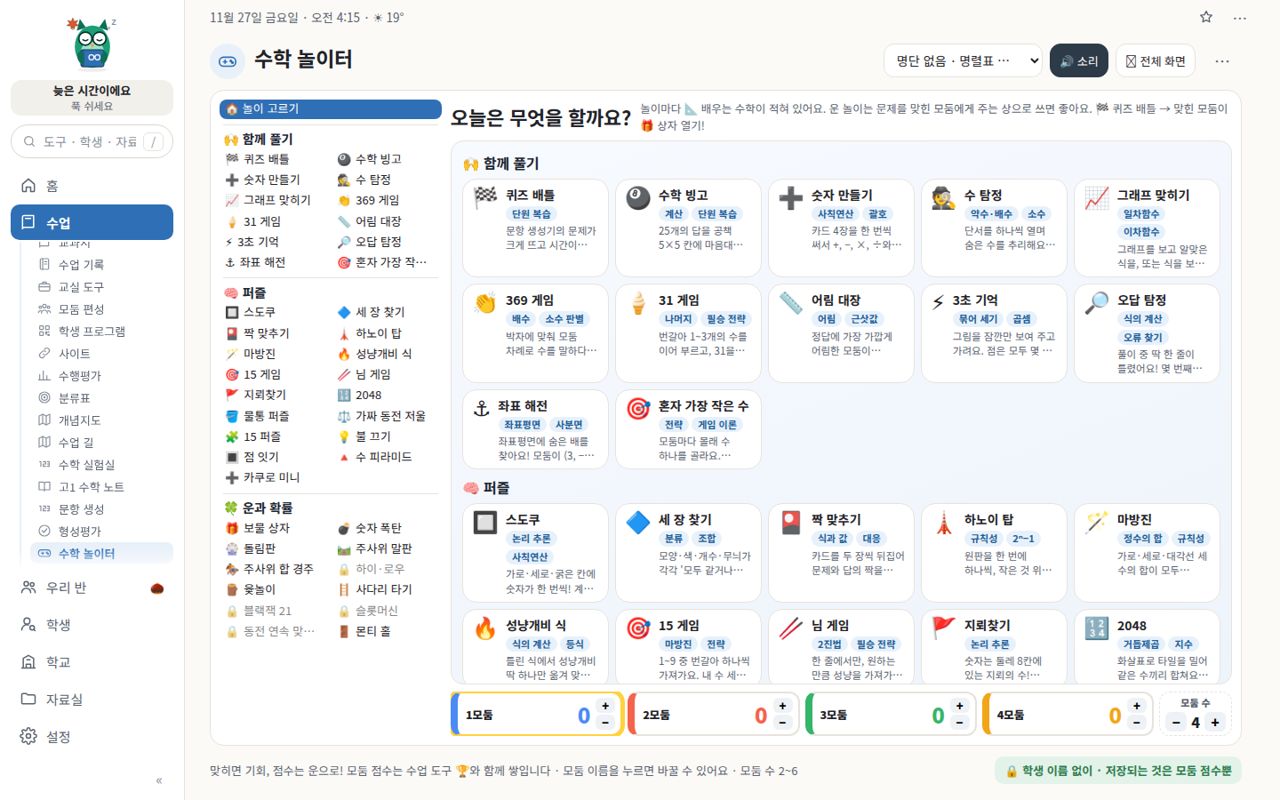 11월 27일 금요일 · 오전 4:15 · ☀ 19°
z
늦은 시간이에요
푹 쉬세요
도구 · 학생 · 자료 /
홈
수업
수업 기록
교실 도구
모둠 편성
학생 프로그램
사이트
수행평가
분류표
개념지도
수업 길
수학 실험실
고1 수학 노트
문항 생성
형성평가
수학 놀이터
우리 반
학생
학교
자료실
설정
«
수학 놀이터
명단 없음 · 명렬표 …
🔊 소리
전체 화면
🏠 놀이 고르기
🙌 함께 풀기
🏁 퀴즈 배틀 🎱 수학 빙고
➕ 숫자 만들기 🕵 수 탐정
📈 그래프 맞히기 👏 369 게임
🍦 31 게임 📏 어림 대장
⚡ 3초 기억 🔎 오답 탐정
⚓ 좌표 해전 🎯 혼자 가장 작…
🧠 퍼즐
🔲 스도쿠 🔷 세 장 찾기
🎴 짝 맞추기 🗼 하노이 탑
🪄 마방진 🔥 성냥개비 식
🎯 15 게임 🥢 님 게임
🚩 지뢰찾기 🔢 2048
🪣 물통 퍼즐 ⚖ 가짜 동전 저울
🧩 15 퍼즐 💡 불 끄기
🔳 점 잇기 🔺 수 피라미드
➕ 카쿠로 미니
🍀 운과 확률
🎁 보물 상자 💣 숫자 폭탄
🎡 돌림판 🎲 주사위 말판
🏇 주사위 합 경주 🔒 하이·로우
🪵 윷놀이 🪜 사다리 타기
🔒 블랙잭 21 🔒 슬롯머신
🔒 동전 연속 맞… 🚪 몬티 홀
오늘은 무엇을 할까요?
놀이마다 📐 배우는 수학이 적혀 있어요. 운 놀이는 문제를 맞힌 모둠에게 주는 상으로 쓰면 좋아요. 🏁 퀴즈 배틀 → 맞힌 모둠이
🎁 상자 열기!
🙌 함께 풀기
퀴즈 배틀
단원 복습
문항 생성기의 문제가
크게 뜨고 시간이…
수학 빙고
계산 단원 복습
25개의 답을 공책
5×5 칸에 마음대…
숫자 만들기
사칙연산 괄호
카드 4장을 한 번씩
써서 +, −, ×, ÷와…
수 탐정
약수·배수 소수
단서를 하나씩 열며
숨은 수를 추리해요…
그래프 맞히기
일차함수
이차함수
그래프를 보고 알맞은
식을, 또는 식을 보…
369 게임
배수 소수 판별
박자에 맞춰 모둠
차례로 수를 말하다…
31 게임
나머지 필승 전략
번갈아 1~3개의 수를
이어 부르고, 31을…
어림 대장
어림 근삿값
정답에 가장 가깝게
어림한 모둠이…
3초 기억
묶어 세기 곱셈
그림을 잠깐만 보여 주고
가려요. 점은 모두 몇 …
오답 탐정
식의 계산
오류 찾기
풀이 중 딱 한 줄이
틀렸어요! 몇 번째…
좌표 해전
좌표평면 사분면
좌표평면에 숨은 배를
찾아요! 모둠이 (3, −…
혼자 가장 작은 수
전략 게임 이론
모둠마다 몰래 수
하나를 골라요.…
🧠 퍼즐
스도쿠
논리 추론
사칙연산
가로·세로·굵은 칸에
숫자가 한 번씩! 계…
세 장 찾기
분류 조합
모양·색·개수·무늬가
각각 '모두 같거나…
짝 맞추기
식과 값 대응
카드를 두 장씩 뒤집어
문제와 답의 짝을…
하노이 탑
규칙성 2ⁿ−1
원판을 한 번에
하나씩, 작은 것 위…
마방진
정수의 합 규칙성
가로·세로·대각선 세
수의 합이 모두…
성냥개비 식
식의 계산 등식
틀린 식에서 성냥개비
딱 하나만 옮겨 맞…
15 게임
마방진 전략
1~9 중 번갈아 하나씩
가져가요. 내 수 세…
님 게임
2진법 필승 전략
한 줄에서만, 원하는
만큼 성냥을 가져가…
지뢰찾기
논리 추론
숫자는 둘레 8칸에
있는 지뢰의 수!…
2048
거듭제곱 지수
화살표로 타일을 밀어
같은 수끼리 합쳐요…
1모둠 0 + −
2모둠 0 + −
3모둠 0 + −
4모둠 0 + −
모둠 수
− 4 +
맞히면 기회, 점수는 운으로! 모둠 점수는 수업 도구 🏆와 함께 쌓입니다 · 모둠 이름을 누르면 바꿀 수 있어요 · 모둠 수 2~6
🔒 학생 이름 없이 · 저장되는 것은 모둠 점수뿐